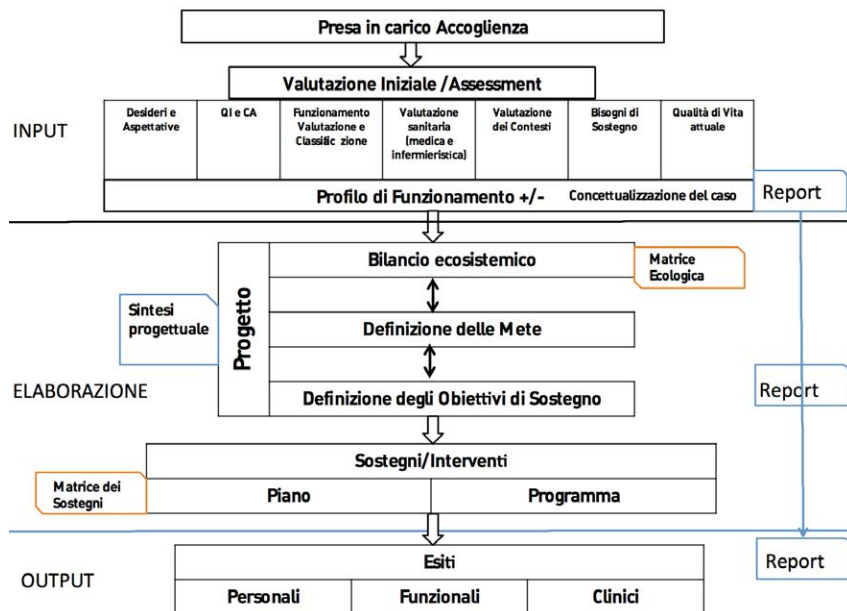 Presa in carico Accoglienza
Valutazione Iniziale /Assessment
INPUT
Desideri e
Aspettative
QI e CA
Funzionamento
Valutazione e
Classific zione
Valutazione
sanitaria
(medica e
infermieristica)
Valutazione
dei Contesti
Bisogni di
Sostegno
Qualità di Vita
attuale
Profilo di Funzionamento +/-
Concettualizzazione del caso
Report
Progetto
Bilancio ecosistemico
Matrice
Ecologica
Sintesi
progettuale
Definizione delle Mete
ELABORAZIONE
Definizione degli Obiettivi di Sostegno
Report
Sostegni/Interventi
Matrice dei
Sostegni
Piano
Programma
OUTPUT
Esiti
Report
Personali
Funzionali
Clinici